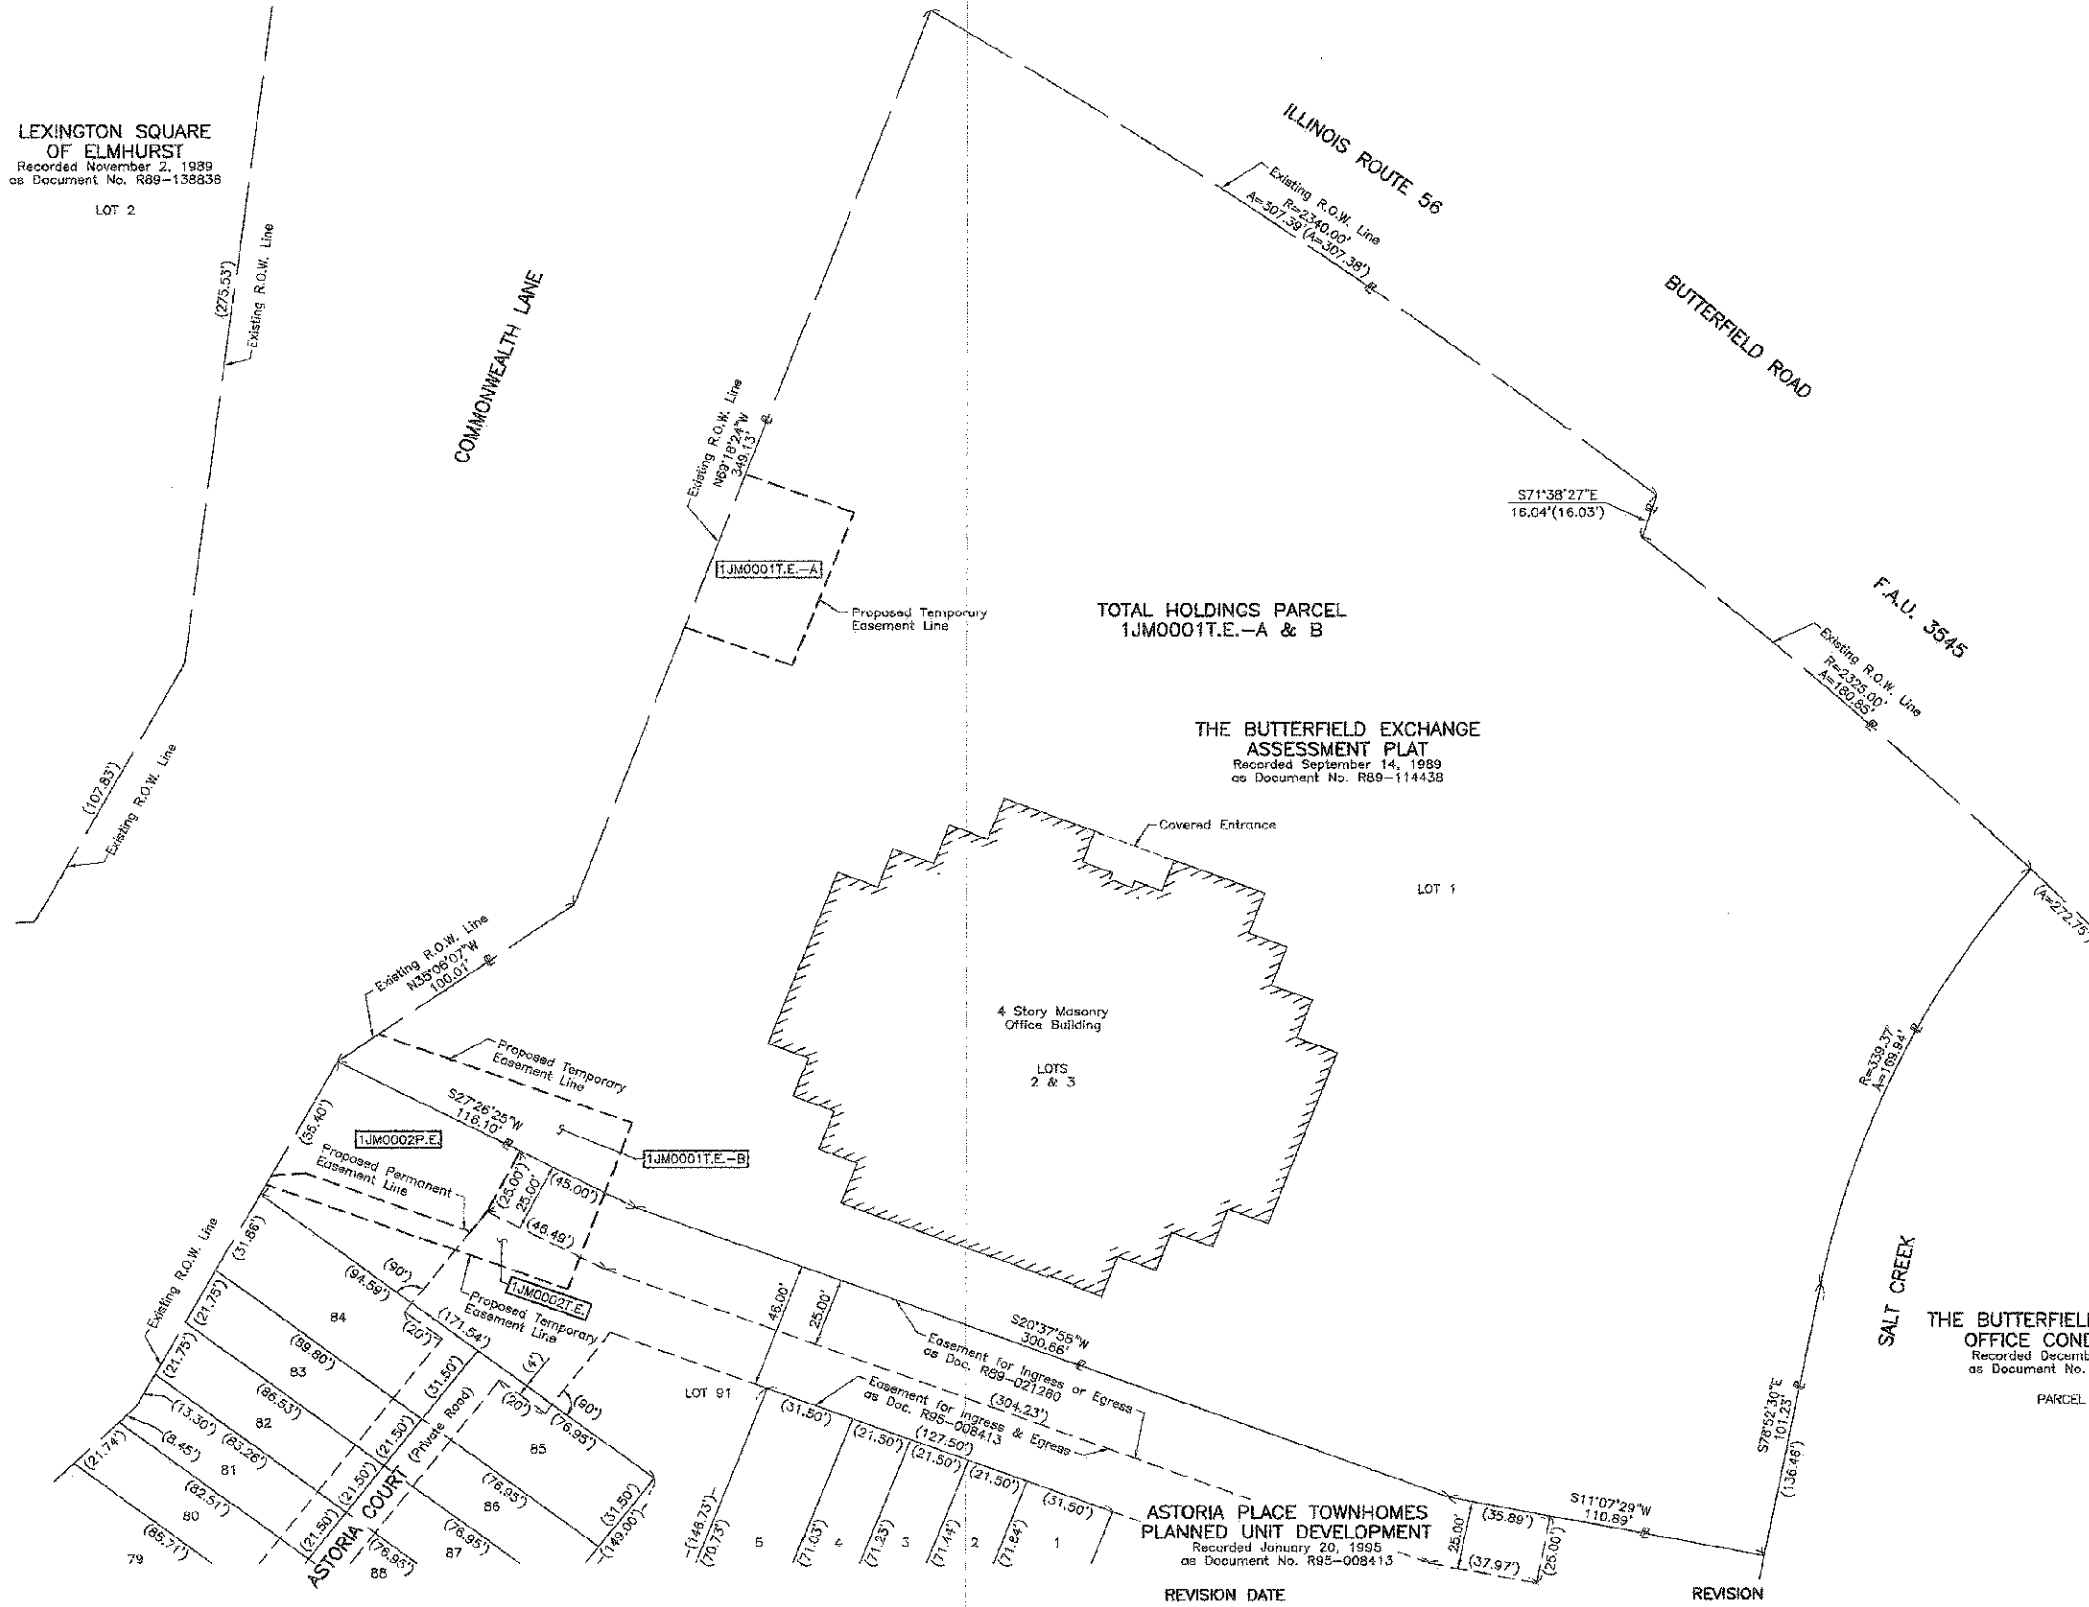 LEXINGTON SQUARE
OF ELMHURST
Recorded November 2, 1989
as Document No. R89-138838
LOT 2
(275.53')
Existing R.O.W. Line
COMMONWEALTH LANE
(107.83')
Existing R.O.W. Line
ILLINOIS ROUTE 56
Existing R.O.W. Line
R=2340.00'
A=307.39'(A=307.38')
BUTTERFIELD ROAD
Existing R.O.W. Line
N69°18'24"W
349.13'
1JM0001T.E.-A
Proposed Temporary
Easement Line
S71°38'27"E
16.04'(16.03')
TOTAL HOLDINGS PARCEL
1JM0001T.E.-A & B
F.A.U. 3545
Existing R.O.W. Line
R=2325.00'
A=180.85'
THE BUTTERFIELD EXCHANGE
ASSESSMENT PLAT
Recorded September 14, 1989
as Document No. R89-114438
Covered Entrance
LOT 1
(A=272.75')
4 Story Masonry
Office Building
LOTS
2 & 3
Existing R.O.W. Line
N35°06'07"W
100.01'
Proposed Temporary
Easement Line
S27°26'25"W
116.10'
(55.40')
1JM0002P.E.
Proposed Permanent
Easement Line
1JM0001T.E.-B
(25.00')
25.00'
(45.00')
(46.49')
R=339.37'
A=169.94'
Existing R.O.W. Line
(31.86')
(94.59')
(90')
1JM0002T.E.
Proposed Temporary
Easement Line
(21.75')
84
(20')
(171.54')
(4')
46.00'
25.00'
S20°37'55"W
300.66'
Easement for Ingress or Egress
as Doc. R89-021280
(304.23')
SALT CREEK
THE BUTTERFIEL
OFFICE COND
Recorded Decemb
as Document No.
PARCEL
(21.75')
(89.80')
83
(31.50')
(20')
(90')
LOT 91
Easement for Ingress & Egress
as Doc. R95-008413
(127.50')
(31.50')
(21.50')
(21.50')
(21.50')
(31.50')
S78°52'30"E
101.23'
(136.46')
(13.30')
(86.53')
82
(21.50')
(76.95')
85
(21.74')
(8.45')
(83.26')
81
(21.50')
(76.95')
86
(31.50')
(149.00')
(82.51')
80
(21.50')
ASTORIA COURT (Private Road)
(76.95')
87
(85.71')
79
(76.95')
88
(146.73')
(70.73')
5
(71.03')
4
(71.23')
3
(71.44')
2
(71.84')
1
ASTORIA PLACE TOWNHOMES
PLANNED UNIT DEVELOPMENT
Recorded January 20, 1995
as Document No. R95-008413
25.00'
(35.89')
(37.97')
(25.00')
S11°07'29"W
110.89'
REVISION DATE
REVISION